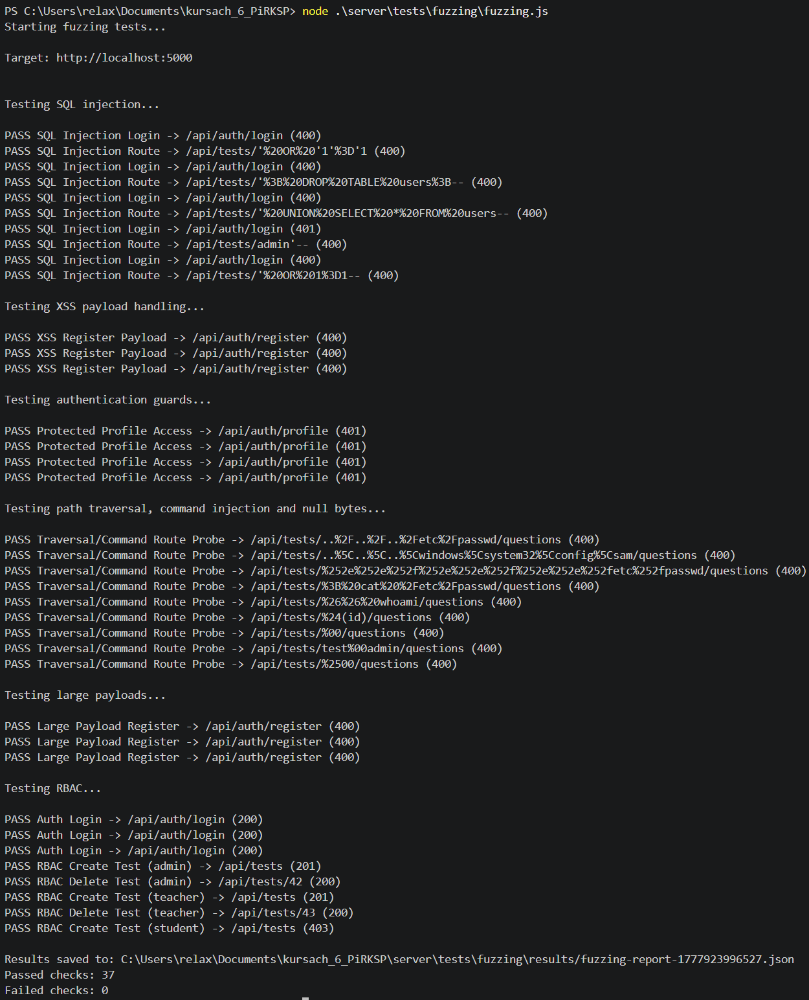 PS C:\Users\relax\Documents\kursach_6_PiRKSP> node .\server\tests\fuzzing\fuzzing.js
Starting fuzzing tests...
Target: http://localhost:5000
Testing SQL injection...
PASS SQL Injection Login -> /api/auth/login (400)
PASS SQL Injection Route -> /api/tests/'%20OR%20'1'%3D'1 (400)
PASS SQL Injection Login -> /api/auth/login (400)
PASS SQL Injection Route -> /api/tests/'%3B%20DROP%20TABLE%20users%3B-- (400)
PASS SQL Injection Login -> /api/auth/login (400)
PASS SQL Injection Route -> /api/tests/'%20UNION%20SELECT%20*%20FROM%20users-- (400)
PASS SQL Injection Login -> /api/auth/login (401)
PASS SQL Injection Route -> /api/tests/admin'-- (400)
PASS SQL Injection Login -> /api/auth/login (400)
PASS SQL Injection Route -> /api/tests/'%20OR%201%3D1-- (400)
Testing XSS payload handling...
PASS XSS Register Payload -> /api/auth/register (400)
PASS XSS Register Payload -> /api/auth/register (400)
PASS XSS Register Payload -> /api/auth/register (400)
Testing authentication guards...
PASS Protected Profile Access -> /api/auth/profile (401)
PASS Protected Profile Access -> /api/auth/profile (401)
PASS Protected Profile Access -> /api/auth/profile (401)
PASS Protected Profile Access -> /api/auth/profile (401)
Testing path traversal, command injection and null bytes...
PASS Traversal/Command Route Probe -> /api/tests/..%2F..%2F..%2Fetc%2Fpasswd/questions (400)
PASS Traversal/Command Route Probe -> /api/tests/..%5C..%5C..%5Cwindows%5Csystem32%5Cconfig%5Csam/questions (400)
PASS Traversal/Command Route Probe -> /api/tests/%252e%252e%252f%252e%252e%252f%252e%252e%252fetc%252fpasswd/questions (400)
PASS Traversal/Command Route Probe -> /api/tests/%3B%20cat%20%2Fetc%2Fpasswd/questions (400)
PASS Traversal/Command Route Probe -> /api/tests/%26%26%20whoami/questions (400)
PASS Traversal/Command Route Probe -> /api/tests/%24(id)/questions (400)
PASS Traversal/Command Route Probe -> /api/tests/%00/questions (400)
PASS Traversal/Command Route Probe -> /api/tests/test%00admin/questions (400)
PASS Traversal/Command Route Probe -> /api/tests/%2500/questions (400)
Testing large payloads...
PASS Large Payload Register -> /api/auth/register (400)
PASS Large Payload Register -> /api/auth/register (400)
PASS Large Payload Register -> /api/auth/register (400)
Testing RBAC...
PASS Auth Login -> /api/auth/login (200)
PASS Auth Login -> /api/auth/login (200)
PASS Auth Login -> /api/auth/login (200)
PASS RBAC Create Test (admin) -> /api/tests (201)
PASS RBAC Delete Test (admin) -> /api/tests/42 (200)
PASS RBAC Create Test (teacher) -> /api/tests (201)
PASS RBAC Delete Test (teacher) -> /api/tests/43 (200)
PASS RBAC Create Test (student) -> /api/tests (403)
Results saved to: C:\Users\relax\Documents\kursach_6_PiRKSP\server\tests\fuzzing\results/fuzzing-report-1777923996527.json
Passed checks: 37
Failed checks: 0